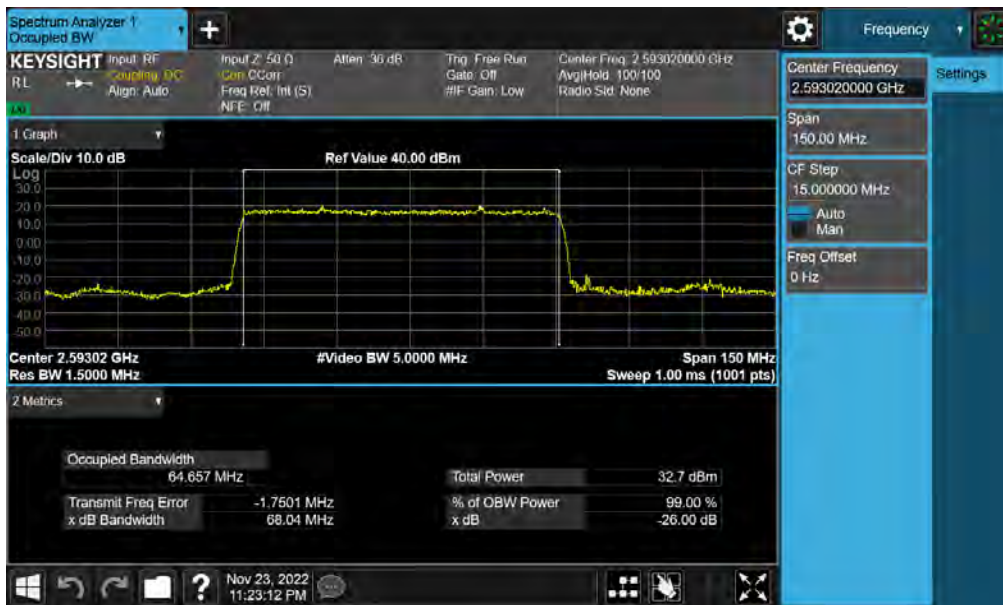 Spectrum Analyzer 1
Occupied BW
+
Frequency
KEYSIGHT Input: RF Input Z: 50 Ω Atten: 36 dB Trig: Free Run Center Freq: 2.593020000 GHz
RL Coupling: DC Corr CCorr Gate: Off Avg|Hold: 100/100
Align: Auto Freq Ref: Int (S) #IF Gain: Low Radio Std: None
NFE: Off
Center Frequency
2.593020000 GHz
Settings
Span
150.00 MHz
CF Step
15.000000 MHz
Auto
Man
Freq Offset
0 Hz
1 Graph
Scale/Div 10.0 dB Ref Value 40.00 dBm
Log
30.0
20.0
10.0
0.00
-10.0
-20.0
-30.0
-40.0
-50.0
Center 2.59302 GHz #Video BW 5.0000 MHz Span 150 MHz
Res BW 1.5000 MHz Sweep 1.00 ms (1001 pts)
2 Metrics
Occupied Bandwidth
64.657 MHz Total Power 32.7 dBm
Transmit Freq Error -1.7501 MHz % of OBW Power 99.00 %
x dB Bandwidth 68.04 MHz x dB -26.00 dB
? Nov 23, 2022
11:23:12 PM